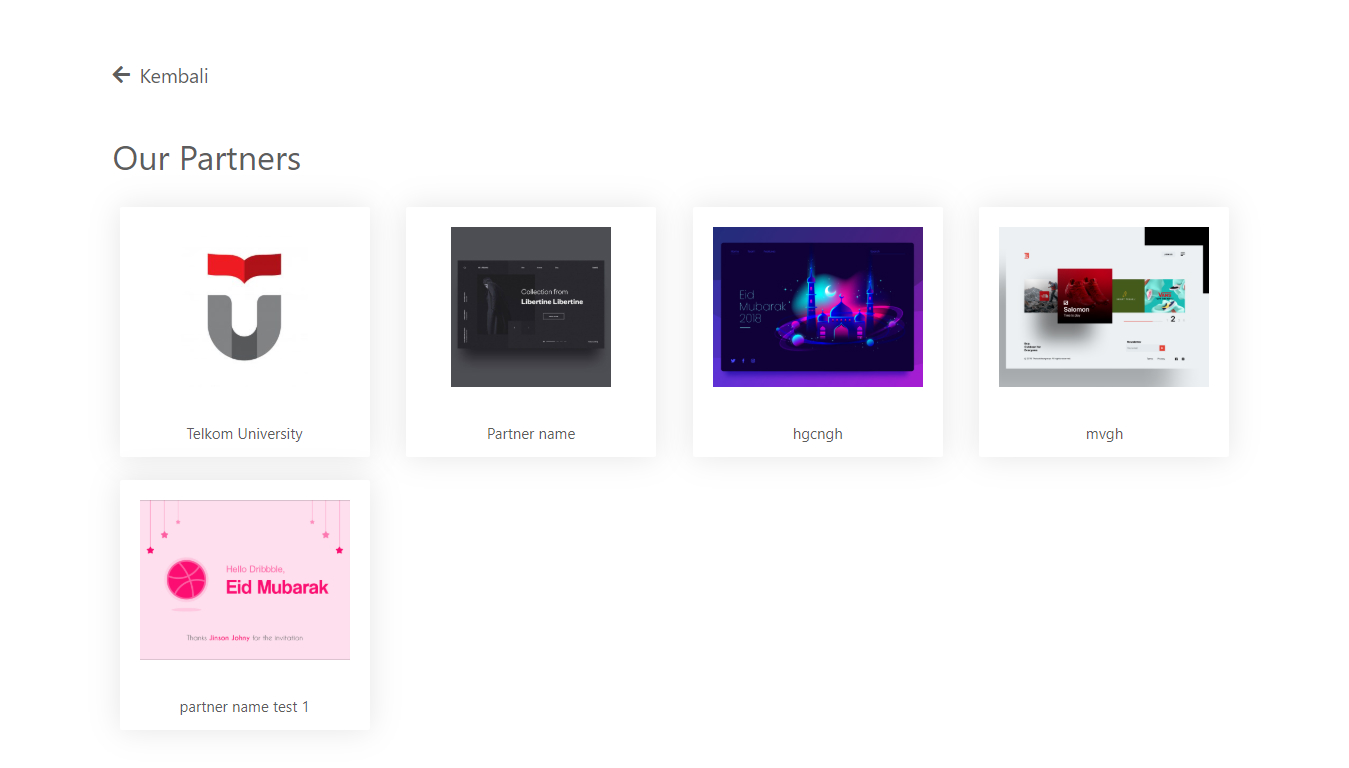 Kembali
Our Partners
Collection from
Libertine Libertine
Eid
Mubarak
2018
Salomon
2
Telkom University
Partner name
hgcngh
mvgh
Hello Dribbble,
Eid Mubarak
Thanks Jinson Johny for the invitation
partner name test 1